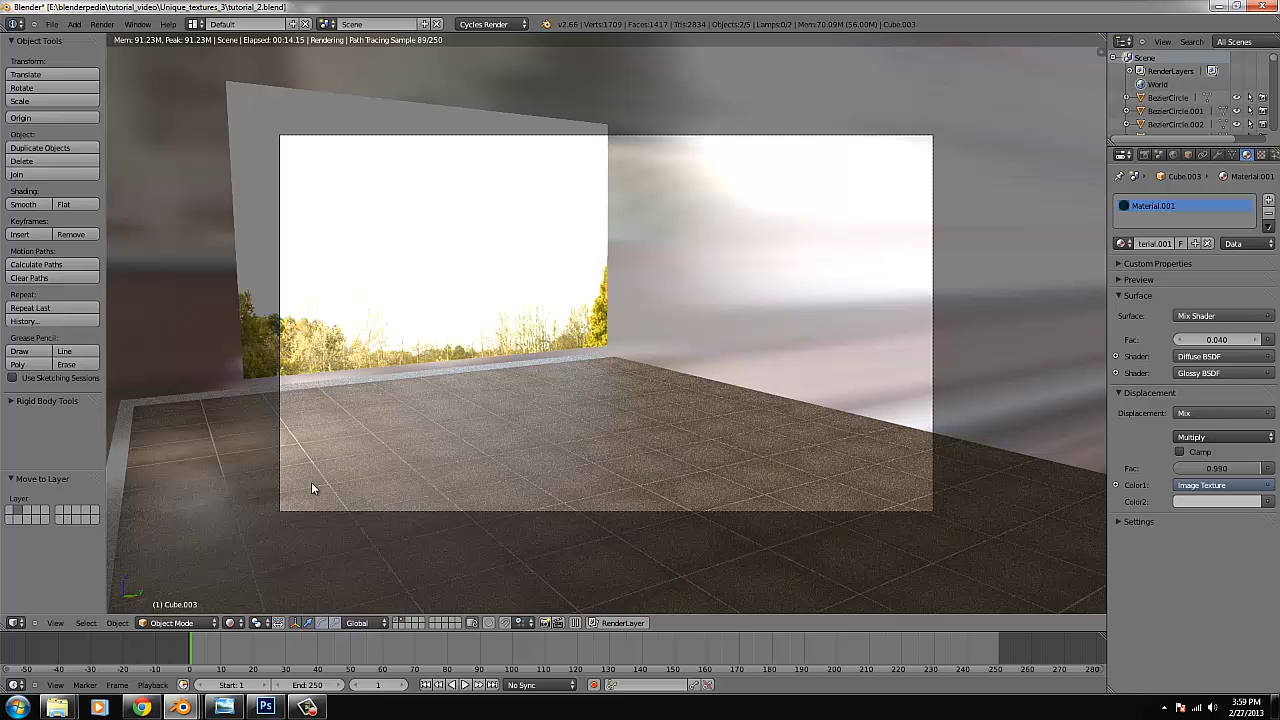 Blender* [E:\blenderpedia\tutorial_video\Unique_textures_3\tutorial_2.blend]
File Add Render Window Help Default Scene Cycles Render v2.66 | Verts:1709 | Faces:1417 | Tris:2834 | Objects:2/5 | Lamps:0/2 | Mem:70.09M (56.00M) | Cube.003
Object Tools
Mem: 91.23M, Peak: 91.23M | Scene | Elapsed: 00:14.15 | Rendering | Path Tracing Sample 89/250
View Search All Scenes
Transform:
Translate
Rotate
Scale
Origin
Object:
Duplicate Objects
Delete
Join
Shading:
Smooth Flat
Keyframes:
Insert Remove
Motion Paths:
Calculate Paths
Clear Paths
Repeat:
Repeat Last
History...
Grease Pencil:
Draw Line
Poly Erase
Use Sketching Sessions
Rigid Body Tools
Move to Layer
Layer
(1) Cube.003
Scene
RenderLayers
World
BezierCircle
BezierCircle.001
BezierCircle.002
Cube.003 Material.001
Material.001
terial.001 F Data
Custom Properties
Preview
Surface
Surface: Mix Shader
Fac: 0.040
Shader: Diffuse BSDF
Shader: Glossy BSDF
Displacement
Displacement: Mix
Multiply
Clamp
Fac: 0.990
Color1: Image Texture
Color2:
Settings
View Select Object Object Mode Global RenderLayer
-50 -40 -30 -20 -10 0 10 20 30 40 50 60 70 80 90 100 110 120 130 140 150 160 170 180 190 200 210 220 230 240 250 260 270 280
View Marker Frame Playback Start: 1 End: 250 1 No Sync
Ps
3:59 PM
2/27/2013